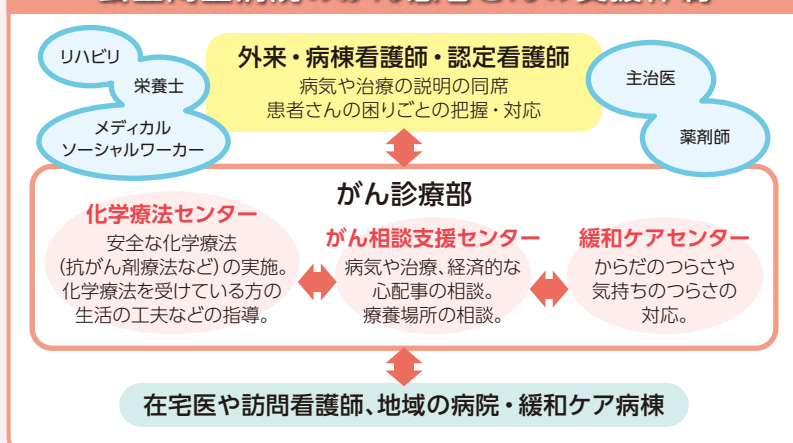 リハビリ
栄養士
メディカル
ソーシャルワーカー
外来・病棟看護師・認定看護師
病気や治療の説明の同席
患者さんの困りごとの把握・対応
主治医
薬剤師
がん診療部
化学療法センター
安全な化学療法
(抗がん剤療法など)の実施。
化学療法を受けている方の
生活の工夫などの指導。
がん相談支援センター
病気や治療、経済的な
心配事の相談。
療養場所の相談。
緩和ケアセンター
からだのつらさや
気持ちのつらさの
対応。
在宅医や訪問看護師、地域の病院・緩和ケア病棟